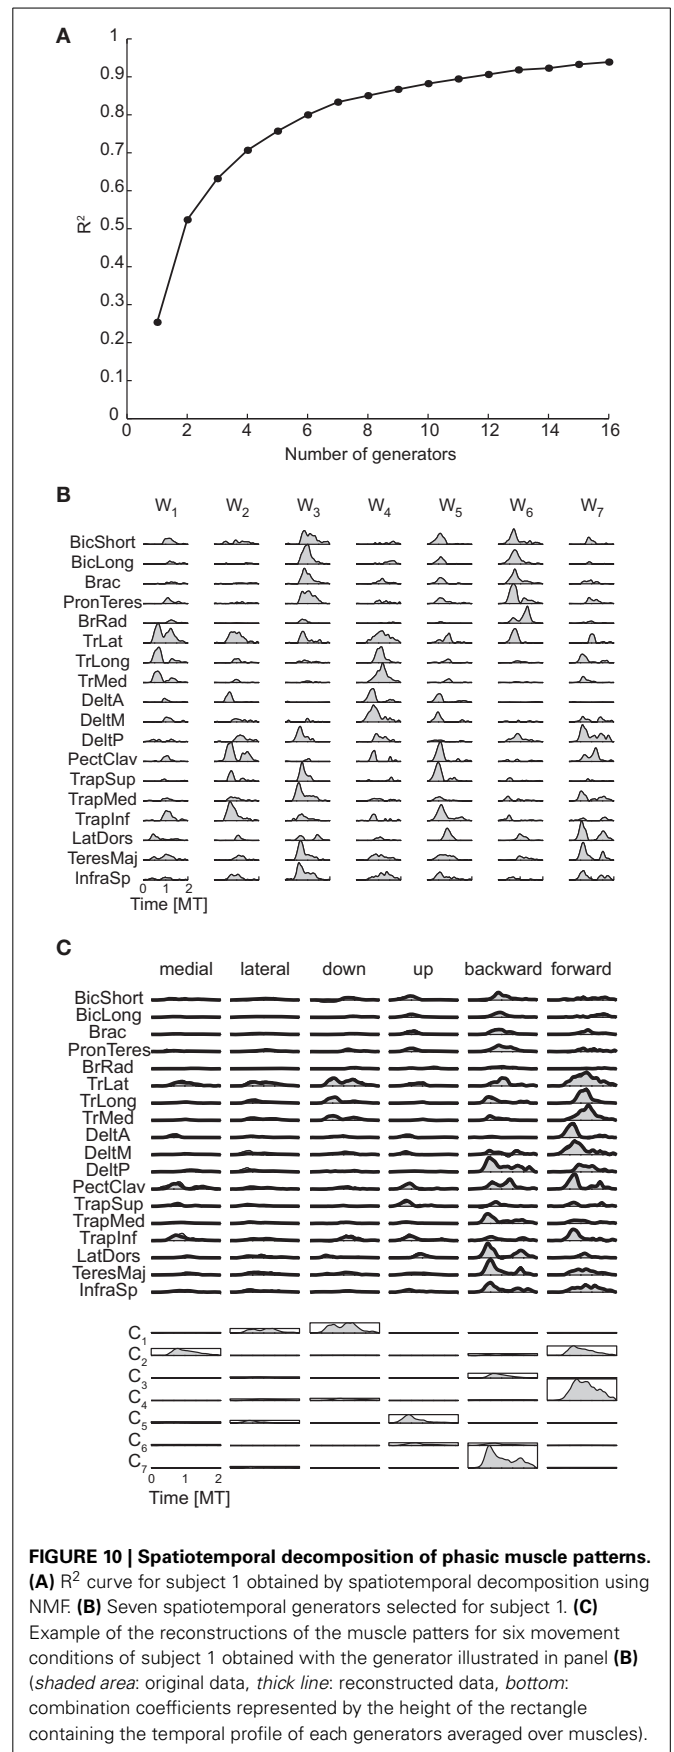 A
1
0.9
0.8
0.7
0.6
0.5
0.4
0.3
0.2
0.1
0
R²
0 2 4 6 8 10 12 14 16
Number of generators
B
W₁ W₂ W₃ W₄ W₅ W₆ W₇
BicShort
BicLong
Brac
PronTeres
BrRad
TrLat
TrLong
TrMed
DeltA
DeltM
DeltP
PectClav
TrapSup
TrapMed
TrapInf
LatDors
TeresMaj
InfraSp
0 1 2
Time [MT]
C
medial lateral down up backward forward
BicShort
BicLong
Brac
PronTeres
BrRad
TrLat
TrLong
TrMed
DeltA
DeltM
DeltP
PectClav
TrapSup
TrapMed
TrapInf
LatDors
TeresMaj
InfraSp
C₁
C₂
C₃
C₄
C₅
C₆
C₇
0 1 2
Time [MT]
FIGURE 10 | Spatiotemporal decomposition of phasic muscle patterns.
(A) R² curve for subject 1 obtained by spatiotemporal decomposition using
NMF. (B) Seven spatiotemporal generators selected for subject 1. (C)
Example of the reconstructions of the muscle patters for six movement
conditions of subject 1 obtained with the generator illustrated in panel (B)
(shaded area: original data, thick line: reconstructed data, bottom:
combination coefficients represented by the height of the rectangle
containing the temporal profile of each generators averaged over muscles).